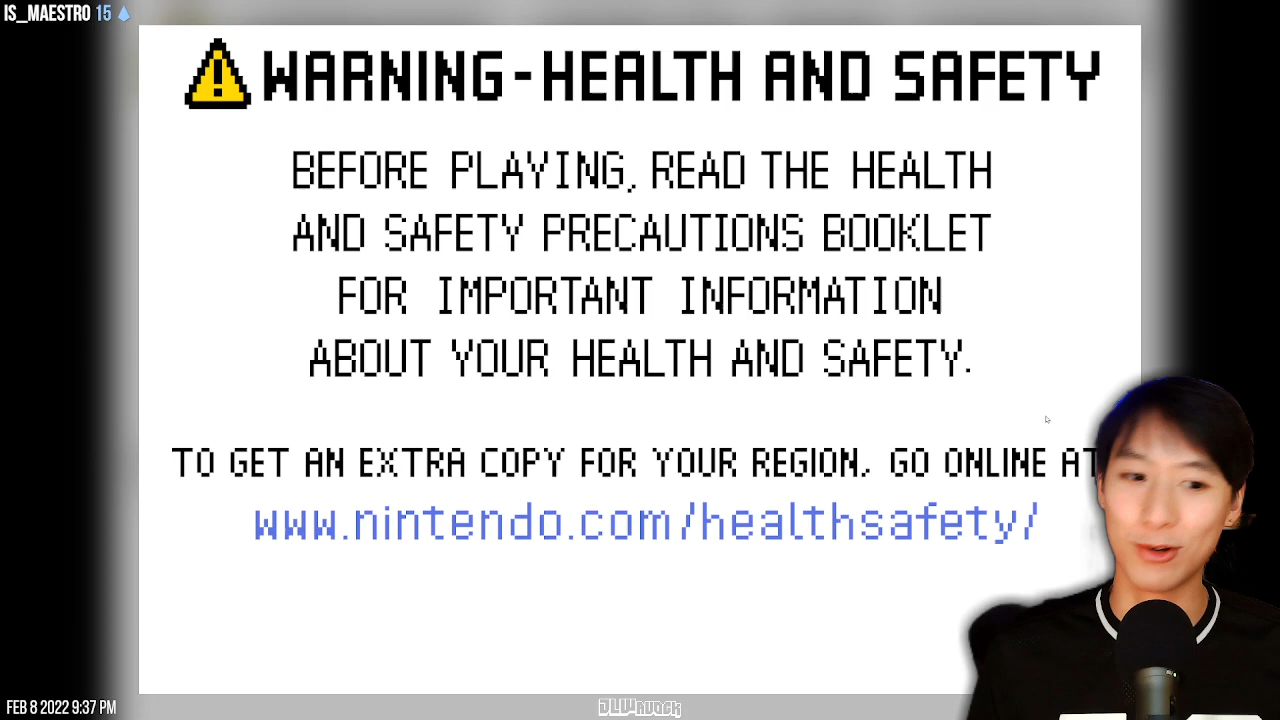 IS_MAESTRO 15
WARNING-HEALTH AND SAFETY
BEFORE PLAYING, READ THE HEALTH
AND SAFETY PRECAUTIONS BOOKLET
FOR IMPORTANT INFORMATION
ABOUT YOUR HEALTH AND SAFETY.
TO GET AN EXTRA COPY FOR YOUR REGION, GO ONLINE AT
www.nintendo.com/healthsafety/
FEB 8 2022 9:37 PM